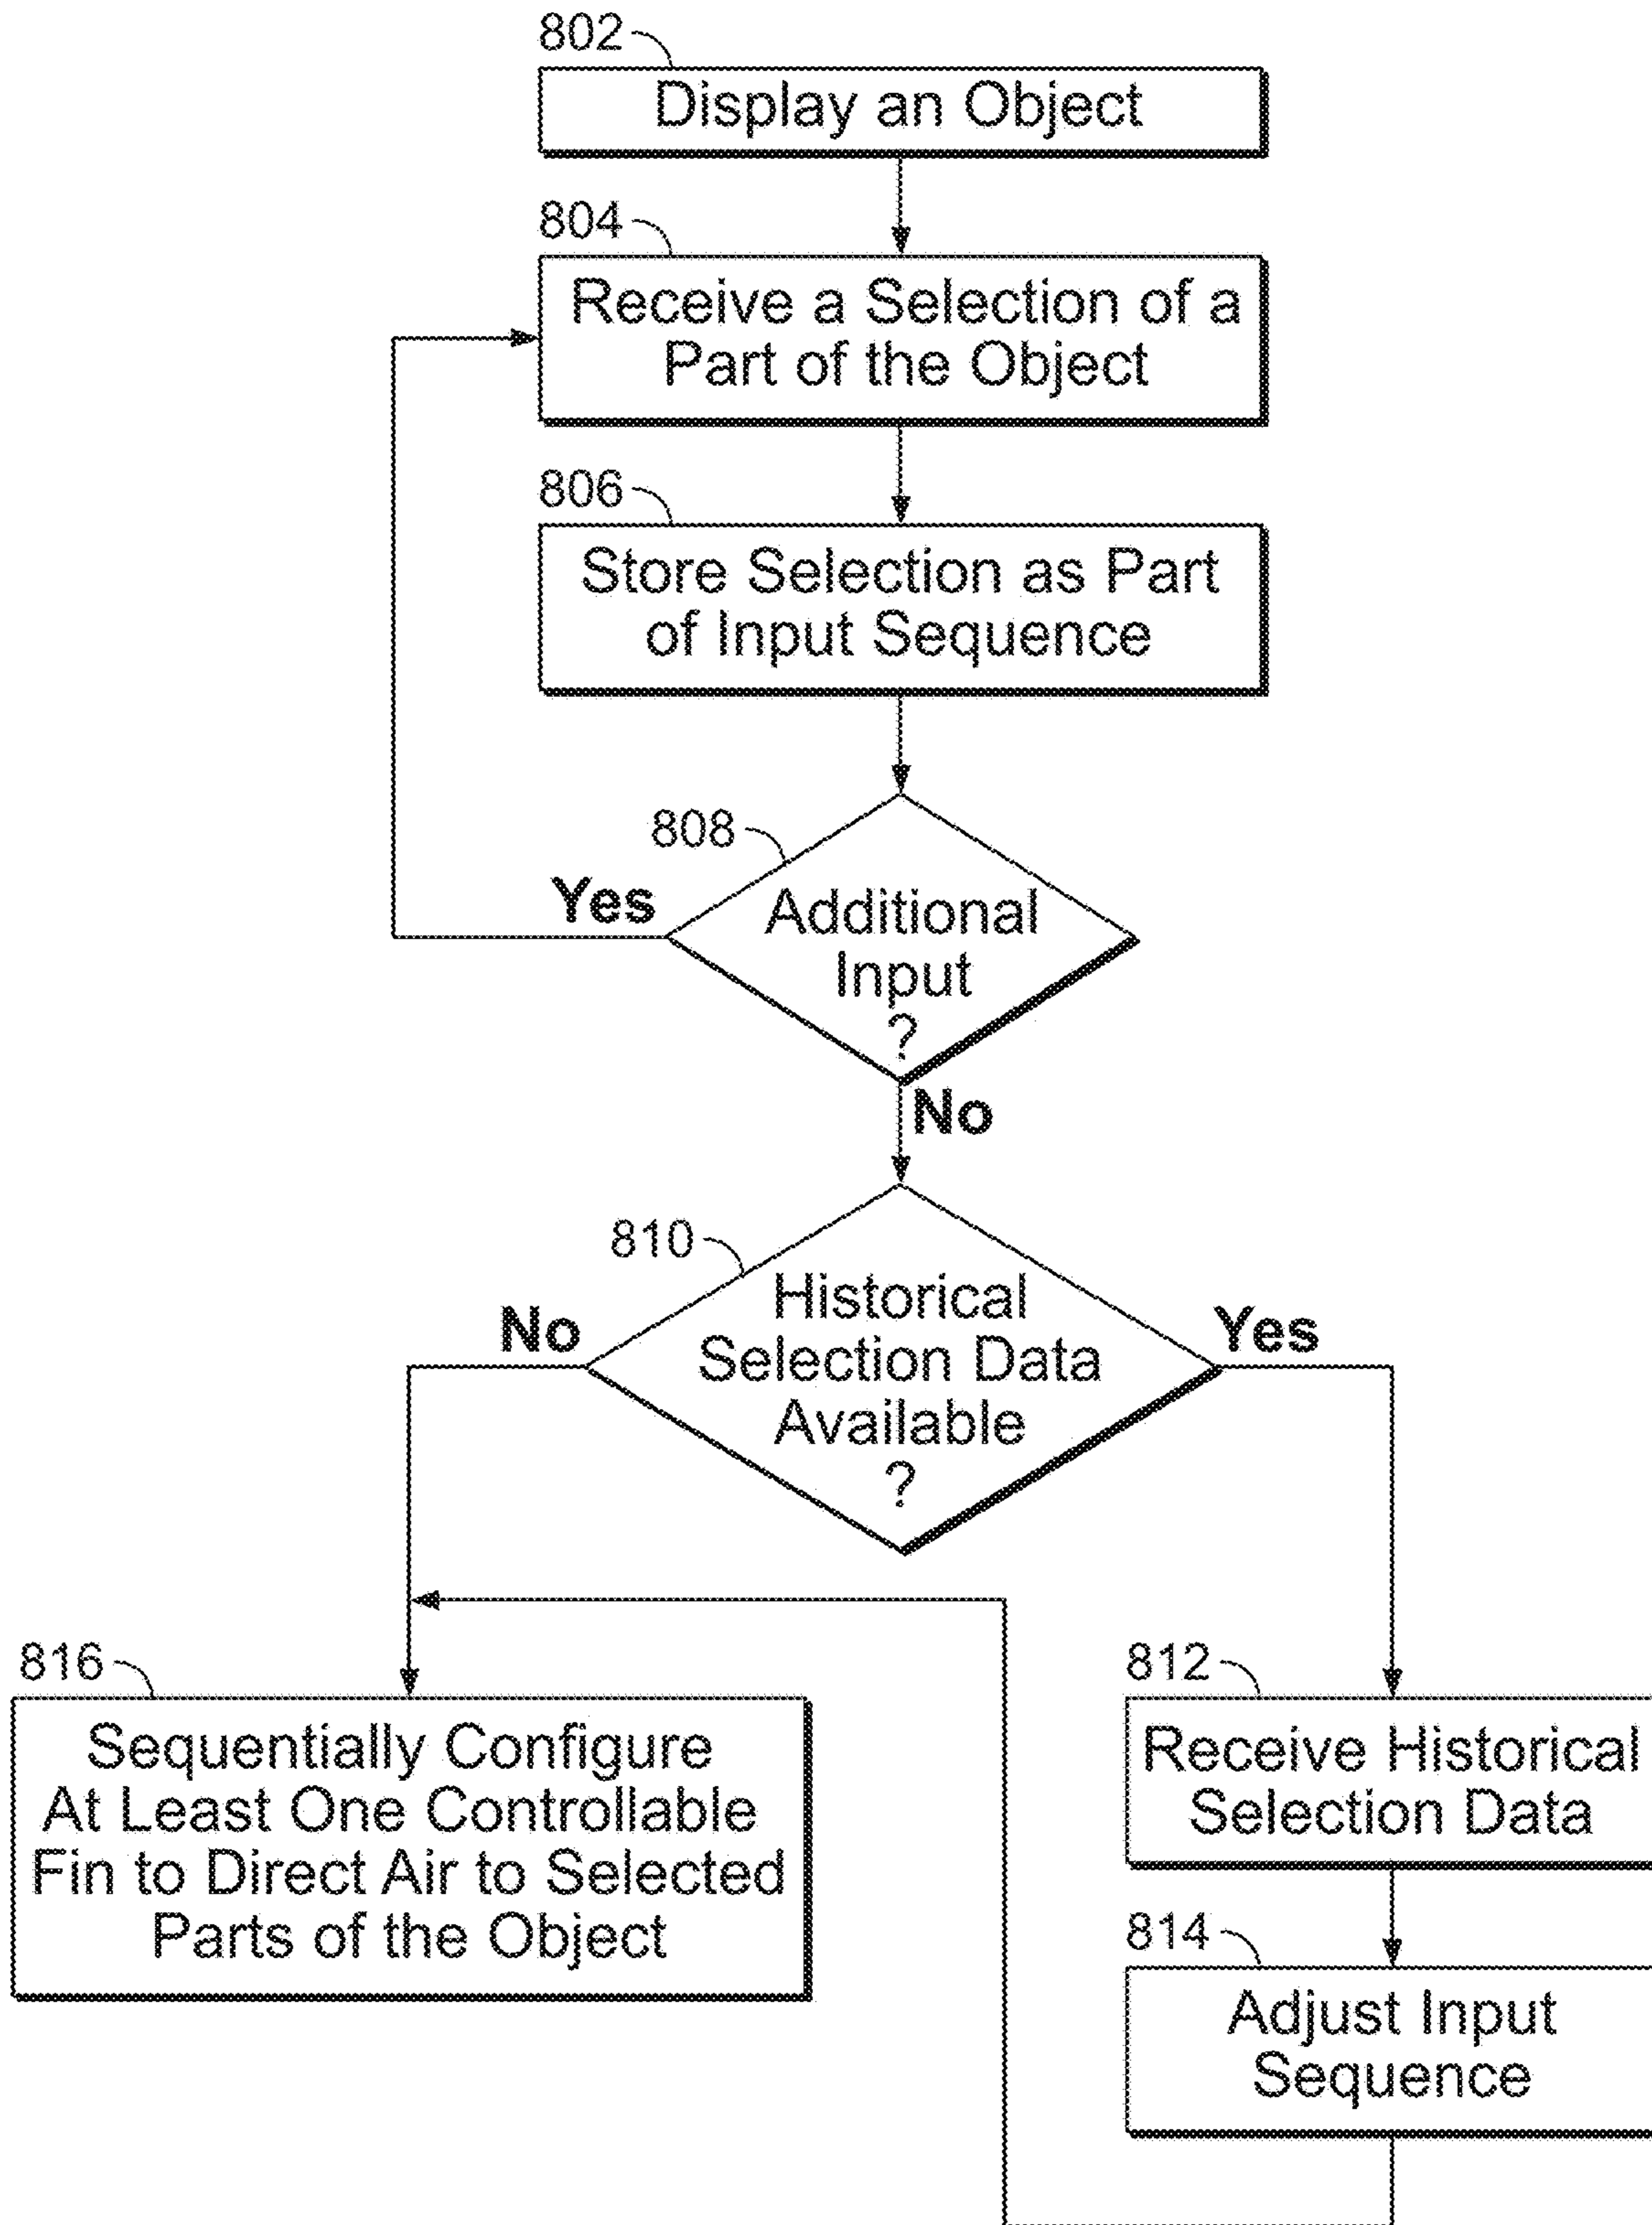 802
Display an Object
804
Receive a Selection of a
Part of the Object
806
Store Selection as Part
of Input Sequence
808
Yes
Additional
Input
?
No
810
No
Historical
Selection Data
Available
?
Yes
816
Sequentially Configure
At Least One Controllable
Fin to Direct Air to Selected
Parts of the Object
812
Receive Historical
Selection Data
814
Adjust Input
Sequence